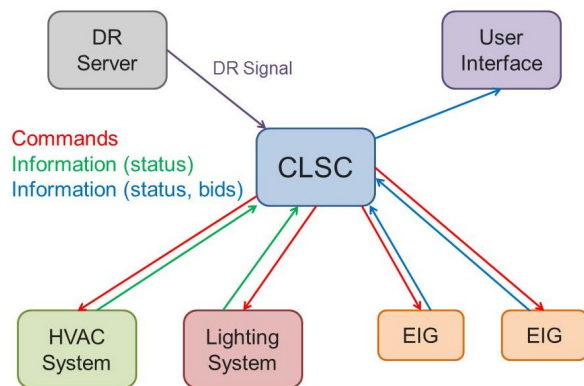 DR
Server
User
Interface
DR Signal
Commands
Information (status)
Information (status, bids)
CLSC
HVAC
System
Lighting
System
EIG
EIG